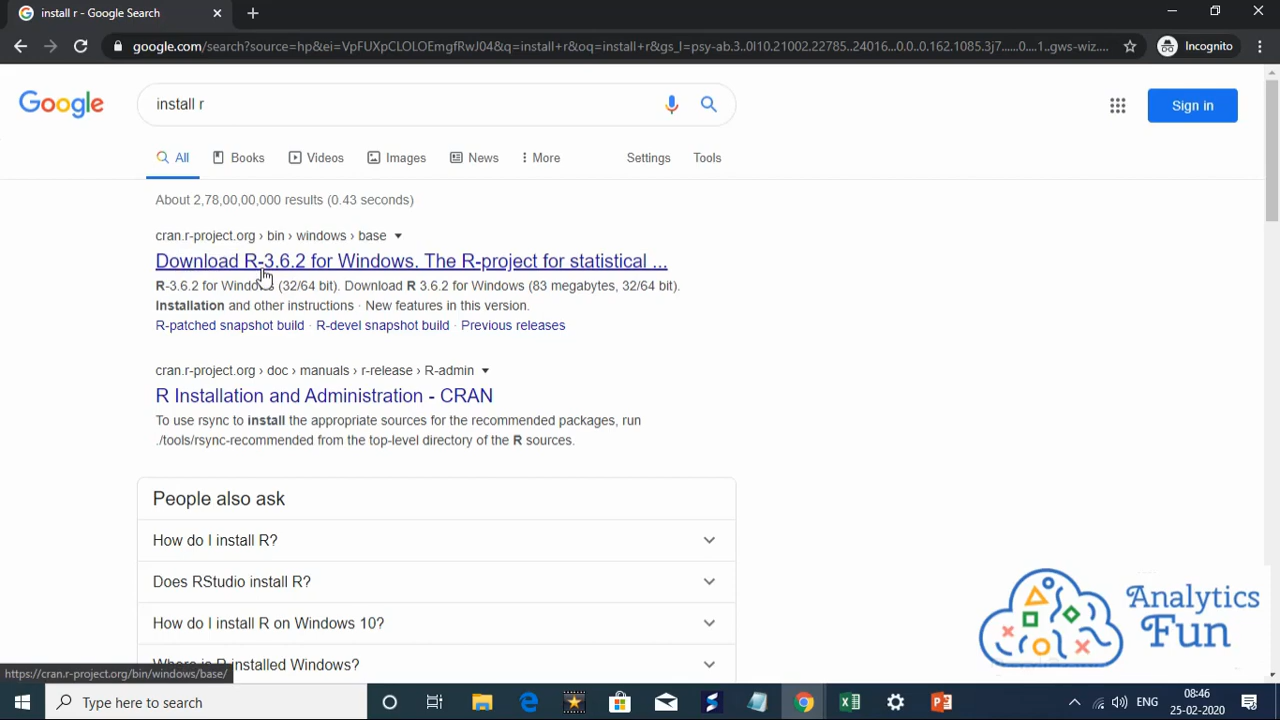 install r - Google Search
google.com/search?source=hp&ei=VpFUXpCLOLOEmgfRwJ04&q=install+r&oq=install+r&gs_l=psy-ab.3..0l10.21002.22785..24016...0.0..0.162.1085.3j7......0....1..gws-wiz....
Incognito
Google
install r
Sign in
All
Books
Videos
Images
News
More
Settings
Tools
About 2,78,00,00,000 results (0.43 seconds)
cran.r-project.org › bin › windows › base
Download R-3.6.2 for Windows. The R-project for statistical ...
R-3.6.2 for Windows (32/64 bit). Download R 3.6.2 for Windows (83 megabytes, 32/64 bit).
Installation and other instructions · New features in this version.
R-patched snapshot build · R-devel snapshot build · Previous releases
cran.r-project.org › doc › manuals › r-release › R-admin
R Installation and Administration - CRAN
To use rsync to install the appropriate sources for the recommended packages, run
./tools/rsync-recommended from the top-level directory of the R sources.
People also ask
How do I install R?
Does RStudio install R?
How do I install R on Windows 10?
Where is R installed Windows?
https://cran.r-project.org/bin/windows/base/
Analytics
Fun
Type here to search
ENG
08:46
25-02-2020